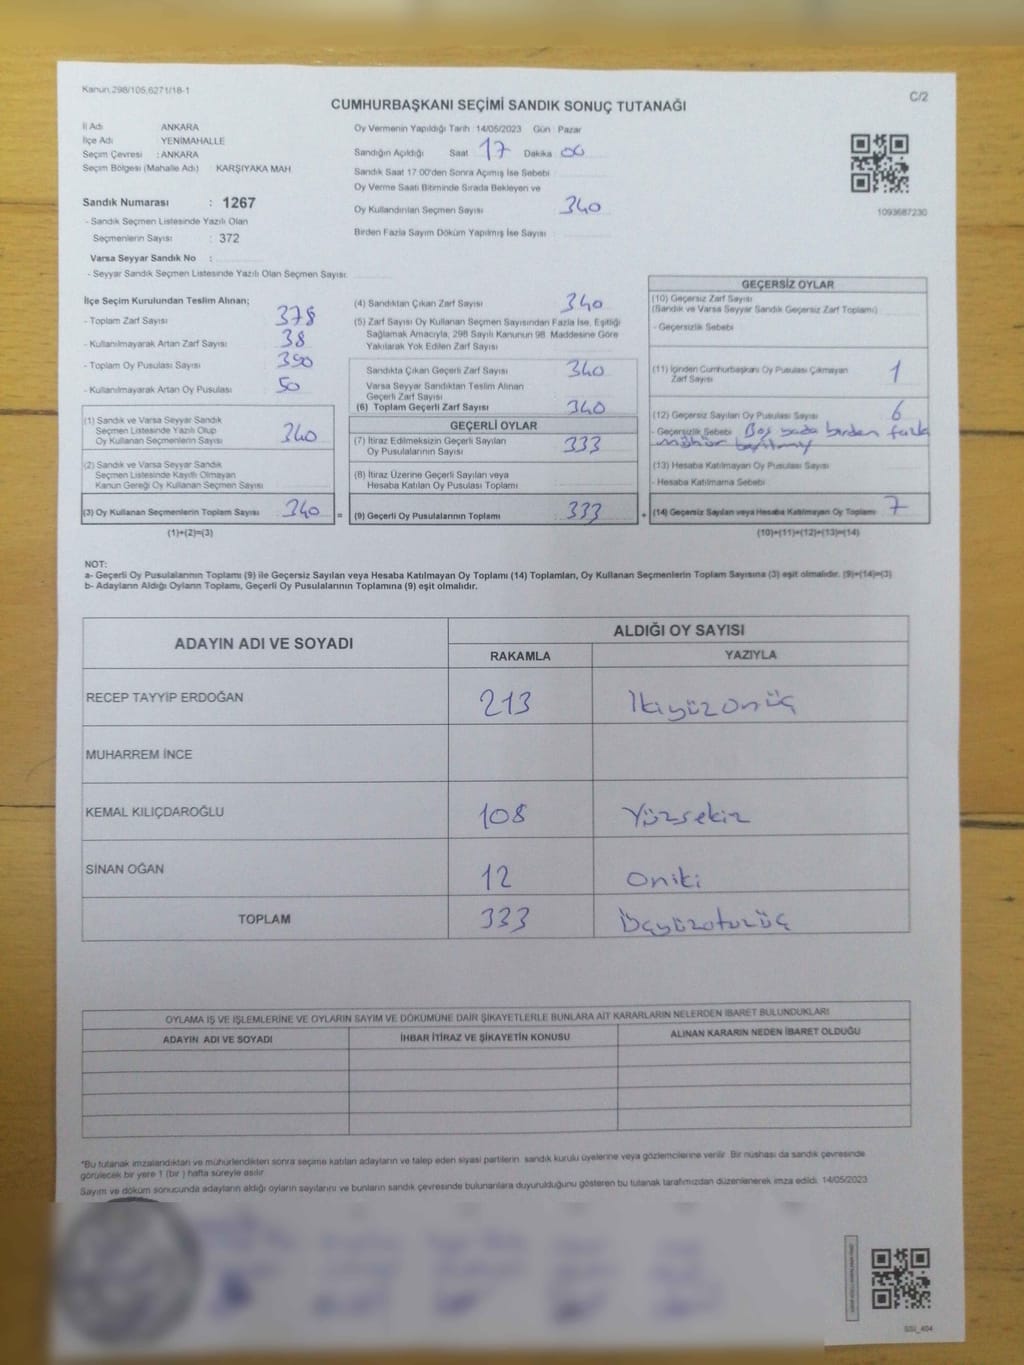 Kanun.298/105,6271/18-1
C/2
CUMHURBAŞKANI SEÇİMİ SANDIK SONUÇ TUTANAĞI
İl Adı ANKARA
İlçe Adı YENİMAHALLE
Seçim Çevresi : ANKARA
Seçim Bölgesi (Mahalle Adı) KARŞIYAKA MAH
Sandık Numarası : 1267
- Sandık Seçmen Listesinde Yazılı Olan
Seçmenlerin Sayısı : 372
Varsa Seyyar Sandık No :
- Seyyar Sandık Seçmen Listesinde Yazılı Olan Seçmen Sayısı:
Oy Vermenin Yapıldığı Tarih 14/05/2023 Gün Pazar
Sandığın Açıldığı Saat 17 Dakika 00
Sandık Saat 17:00'den Sonra Açımış İse Sebebi
Oy Verme Saati Bitiminde Sırada Bekleyen ve
Oy Kullandırılan Seçmen Sayısı 340
Birden Fazla Sayım Döküm Yapılmış İse Sayısı
1093687230
İlçe Seçim Kurulundan Teslim Alınan;
- Toplam Zarf Sayısı 378
- Kullanılmayarak Artan Zarf Sayısı 38
- Toplam Oy Pusulası Sayısı 390
- Kullanılmayarak Artan Oy Pusulası 50
(1) Sandık ve Varsa Seyyar Sandık
Seçmen Listesinde Yazılı Olup
Oy Kullanan Seçmenlerin Sayısı 340
(2) Sandık ve Varsa Seyyar Sandık
Seçmen Listesinde Kayıtlı Olmayan
Kanun Gereği Oy Kullanan Seçmen Sayısı
(3) Oy Kullanan Seçmenlerin Toplam Sayısı 340 =
(1)+(2)=(3)
(4) Sandıktan Çıkan Zarf Sayısı 340
(5) Zarf Sayısı Oy Kullanan Seçmen Sayısından Fazla İse, Eşitliği
Sağlamak Amacıyla, 298 Sayılı Kanunun 98. Maddesine Göre
Yakılarak Yok Edilen Zarf Sayısı
Sandıkta Çıkan Geçerli Zarf Sayısı 340
Varsa Seyyar Sandıktan Teslim Alınan
Geçerli Zarf Sayısı
(6) Toplam Geçerli Zarf Sayısı 340
GEÇERLİ OYLAR
(7) İtiraz Edilmeksizin Geçerli Sayılan
Oy Pusulalarının Sayısı 333
(8) İtiraz Üzerine Geçerli Sayılan veya
Hesaba Katılan Oy Pusulası Toplamı
(9) Geçerli Oy Pusulalarının Toplamı 333 +
GEÇERSİZ OYLAR
(10) Geçersiz Zarf Sayısı
(Sandık ve Varsa Seyyar Sandık Geçersiz Zarf Toplamı)
- Geçersizlik Sebebi
(11) İçinden Cumhurbaşkanı Oy Pusulası Çıkmayan
Zarf Sayısı 1
(12) Geçersiz Sayılan Oy Pusulası Sayısı 6
- Geçersizlik Sebebi Boş yada birden fazla
mühür
(13) Hesaba Katılmayan Oy Pusulası Sayısı
- Hesaba Katılmama Sebebi
(14) Geçersiz Sayılan veya Hesaba Katılmayan Oy Toplamı 7
(10)+(11)+(12)+(13)=(14)
NOT:
a- Geçerli Oy Pusulalarının Toplamı (9) ile Geçersiz Sayılan veya Hesaba Katılmayan Oy Toplamı (14) Toplamları, Oy Kullanan Seçmenlerin Toplam Sayısına (3) eşit olmalıdır. (9)+(14)=(3)
b- Adayların Aldığı Oyların Toplamı, Geçerli Oy Pusulalarının Toplamına (9) eşit olmalıdır.
ADAYIN ADI VE SOYADI
ALDIĞI OY SAYISI
RAKAMLA YAZIYLA
RECEP TAYYİP ERDOĞAN 213 İkiyüzonüç
MUHARREM İNCE
KEMAL KILIÇDAROĞLU 108 Yüzsekiz
SİNAN OĞAN 12 Oniki
TOPLAM 333 Üçyüzotuzüç
OYLAMA İŞ VE İŞLEMLERİNE VE OYLARIN SAYIM VE DÖKÜMÜNE DAİR ŞİKAYETLERLE BUNLARA AİT KARARLARIN NELERDEN İBARET BULUNDUKLARI
ADAYIN ADI VE SOYADI İHBAR İTİRAZ VE ŞİKAYETİN KONUSU ALINAN KARARIN NEDEN İBARET OLDUĞU
*Bu tutanak imzalandıktan ve mühürlendikten sonra seçime katılan adayların ve talep eden siyasi partilerin sandık kurulu üyelerine veya gözlemcilerine verilir. Bir nüshası da sandık çevresinde
görülecek bir yere 1 (bir ) hafta süreyle asılır.
Sayım ve döküm sonucunda adayların aldığı oyların sayılarını ve bunların sandık çevresinde bulunanlara duyurulduğunu gösteren bu tutanak tarafımızdan düzenlenerek imza edildi. 14/05/2023
SSI_404